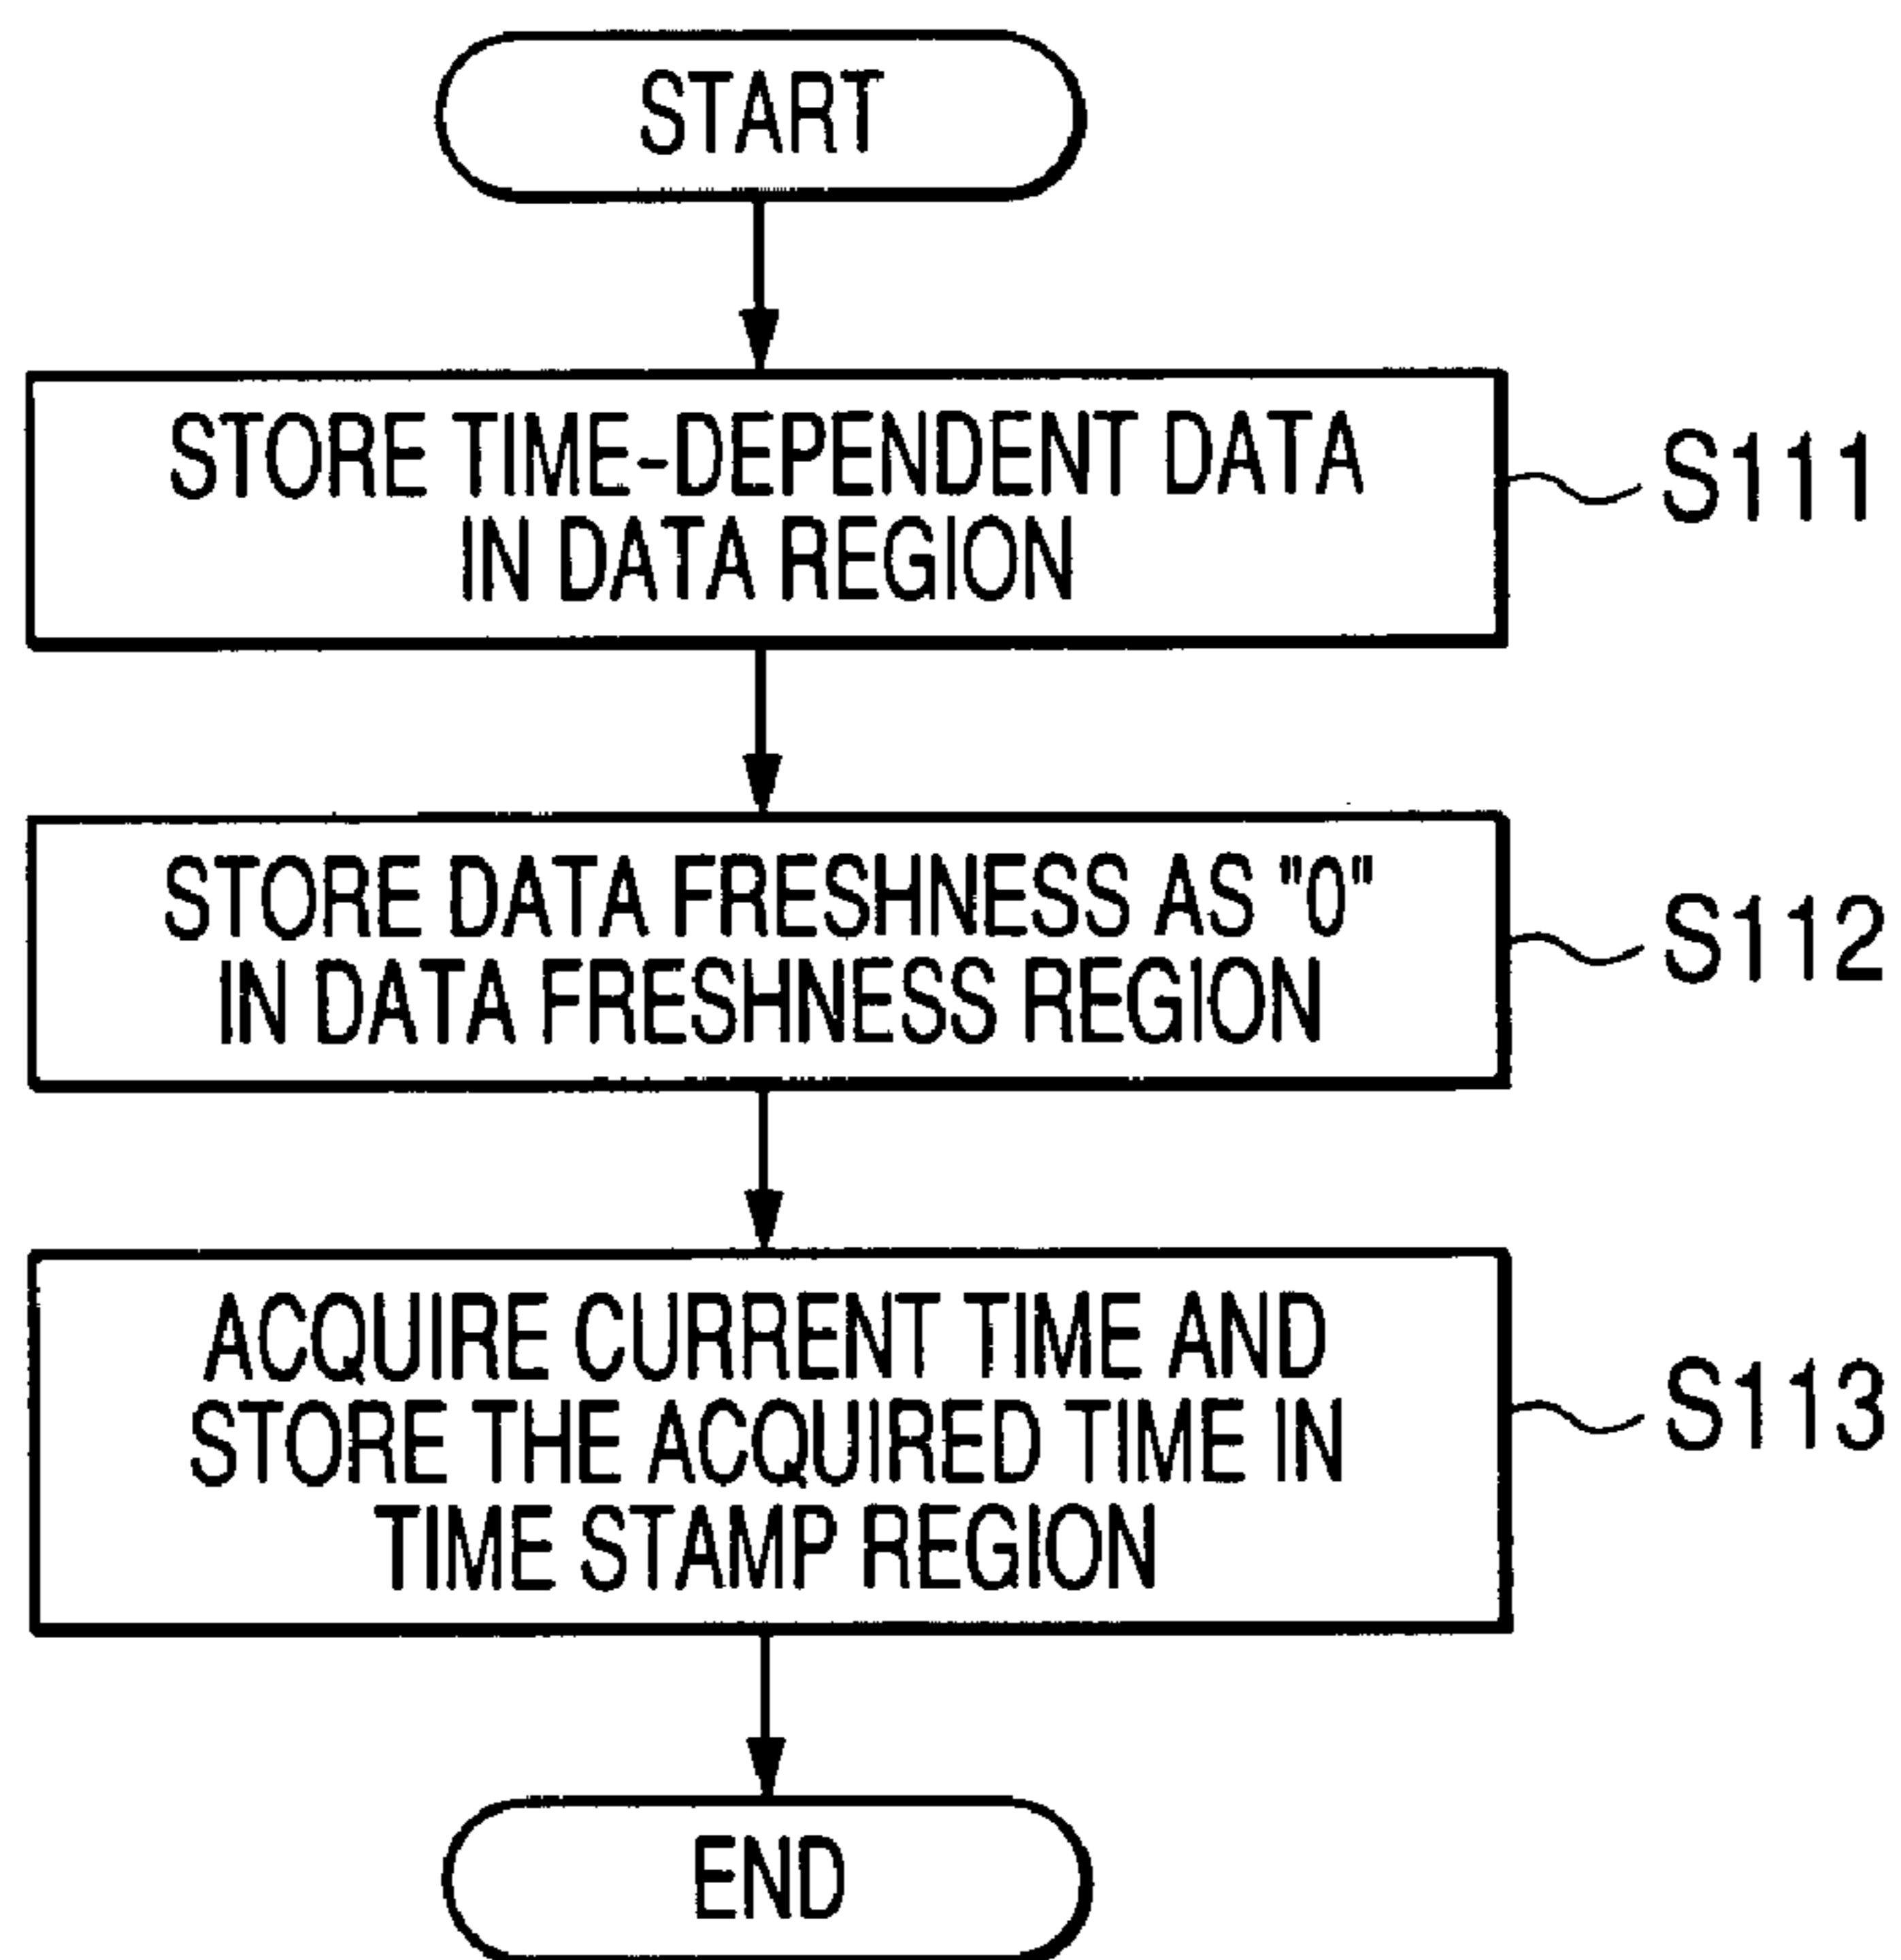 START
STORE TIME-DEPENDENT DATA
IN DATA REGION
S111
STORE DATA FRESHNESS AS "0"
IN DATA FRESHNESS REGION
S112
ACQUIRE CURRENT TIME AND
STORE THE ACQUIRED TIME IN
TIME STAMP REGION
S113
END